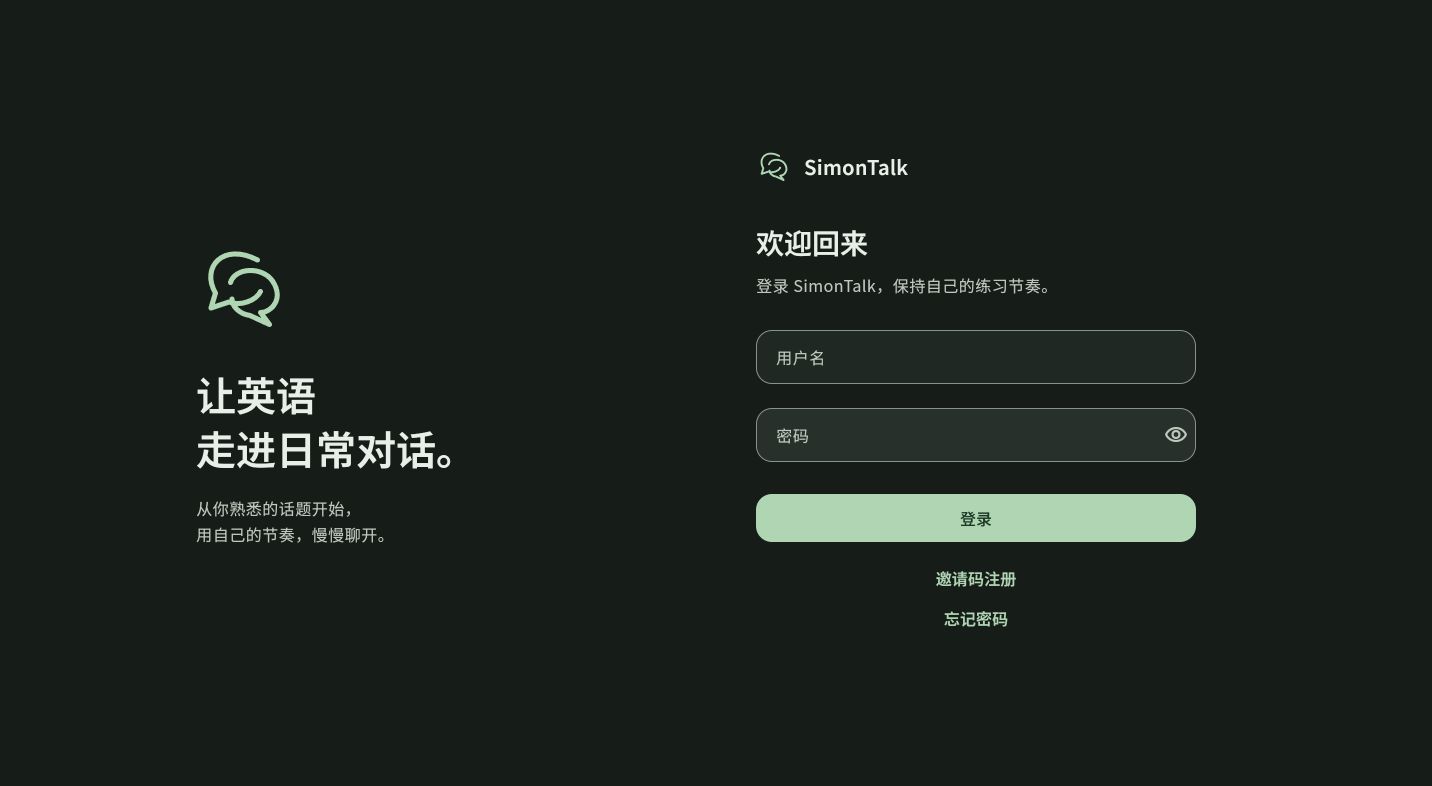 让英语
走进日常对话。
从你熟悉的话题开始，
用自己的节奏，慢慢聊开。
SimonTalk
欢迎回来
登录 SimonTalk，保持自己的练习节奏。
用户名
密码
登录
邀请码注册
忘记密码